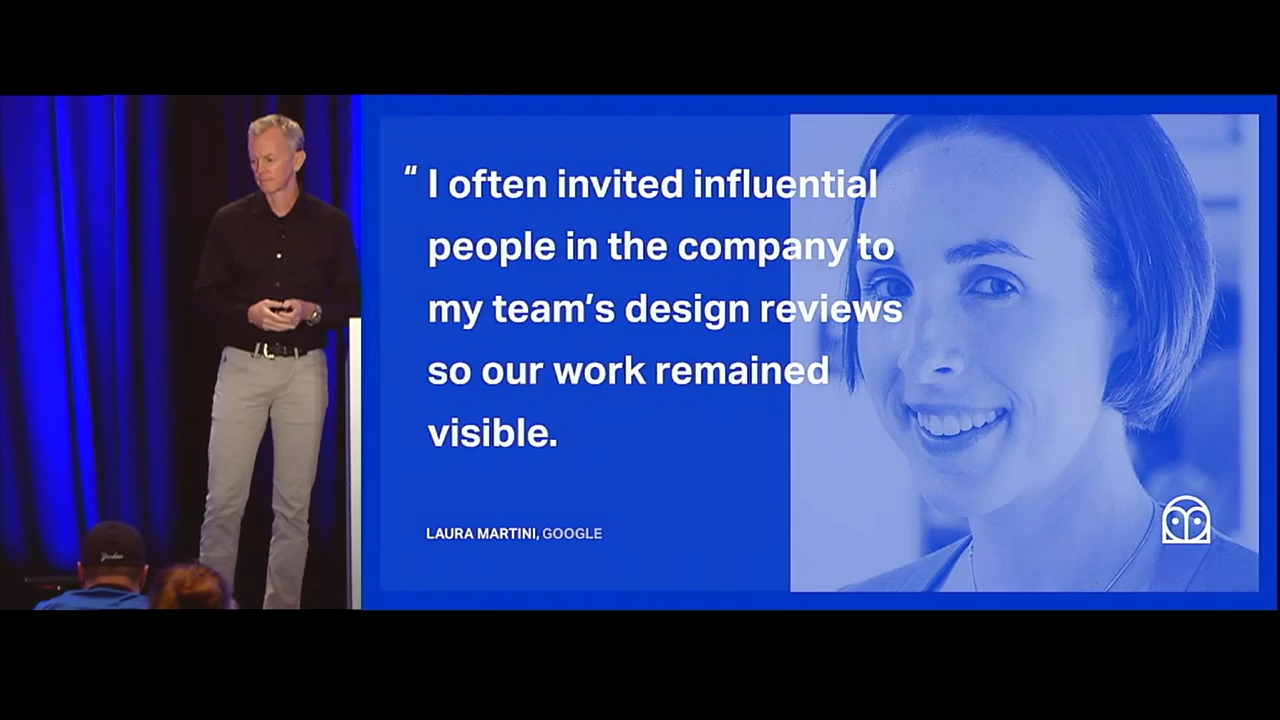 “ I often invited influential
people in the company to
my team’s design reviews
so our work remained
visible.
LAURA MARTINI, GOOGLE